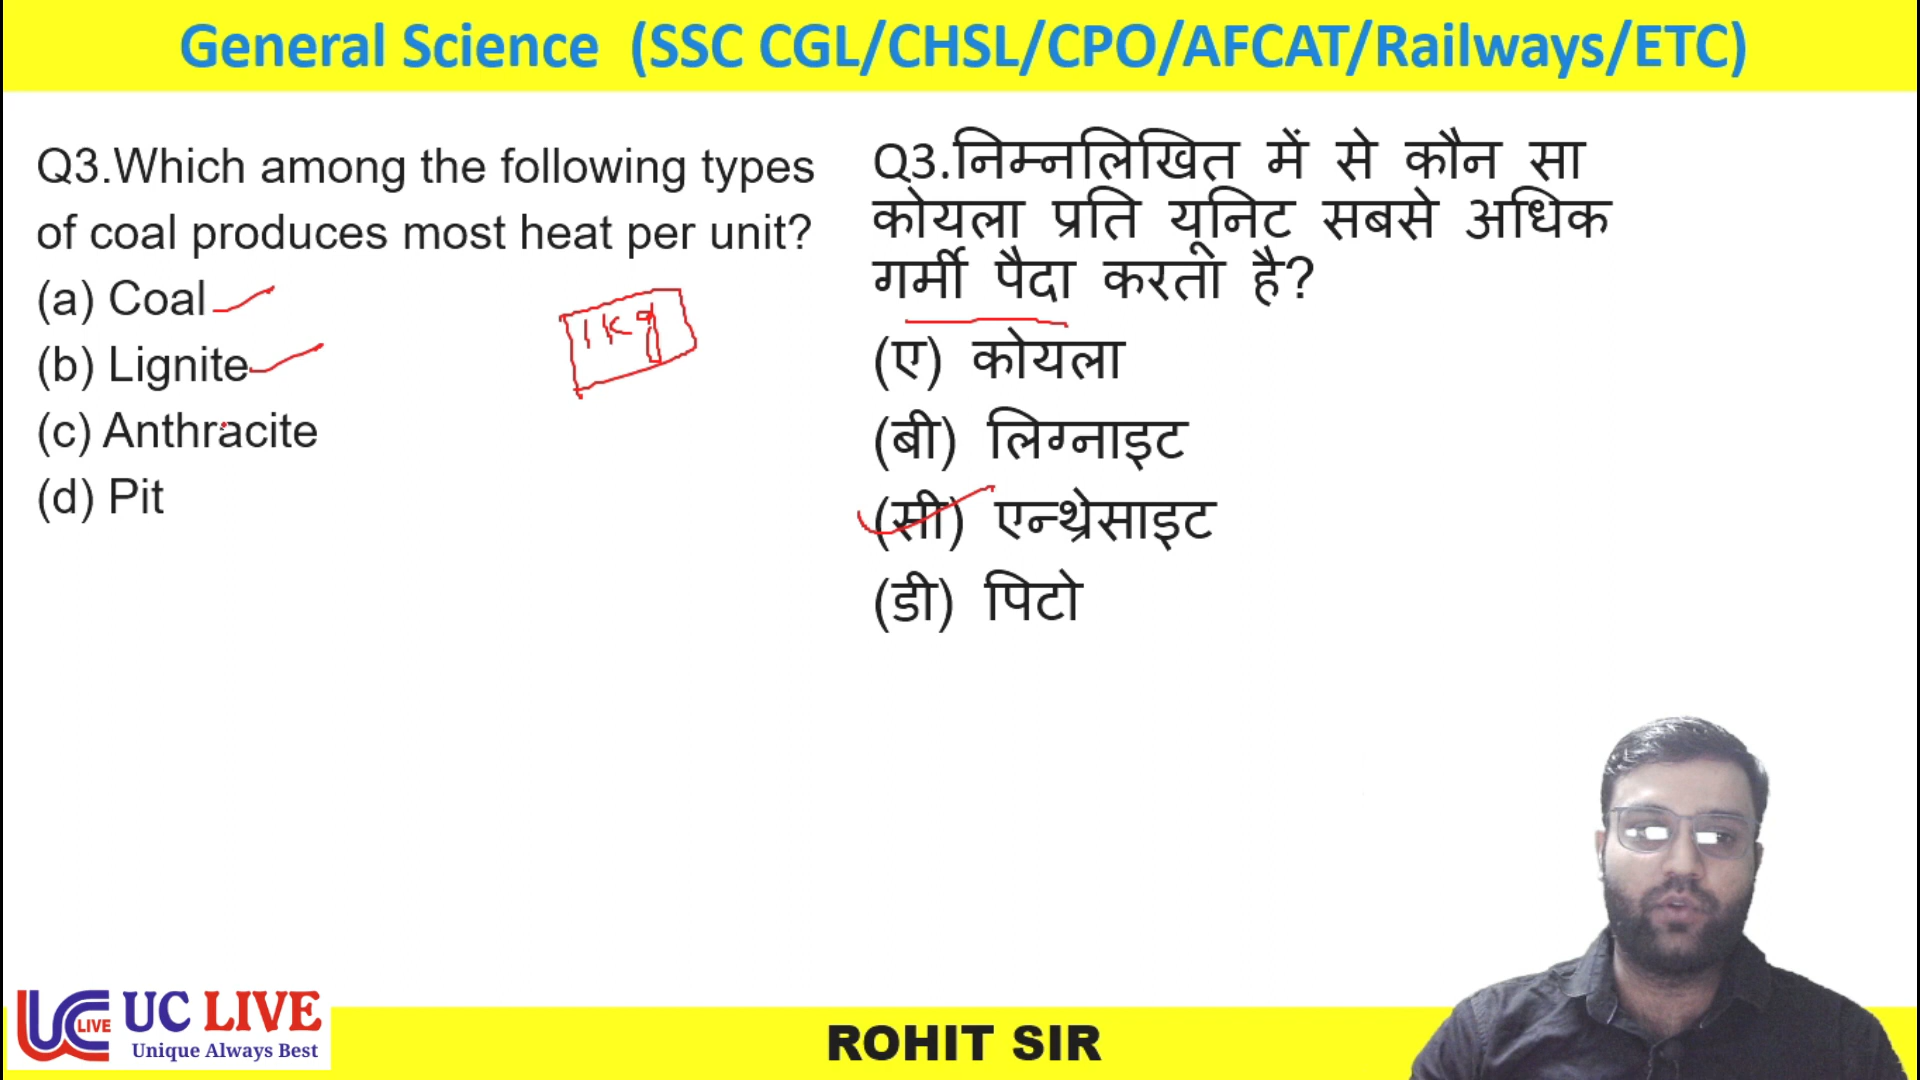 General Science (SSC CGL/CHSL/CPO/AFCAT/Railways/ETC)
Q3.Which among the following types
of coal produces most heat per unit?
(a) Coal
(b) Lignite
(c) Anthracite
(d) Pit
1kg
Q3.निम्नलिखित में से कौन सा
कोयला प्रति यूनिट सबसे अधिक
गर्मी पैदा करता है?
(ए) कोयला
(बी) लिग्नाइट
(सी) एन्थ्रेसाइट
(डी) पिटो
LIVE
UC LIVE
Unique Always Best
ROHIT SIR